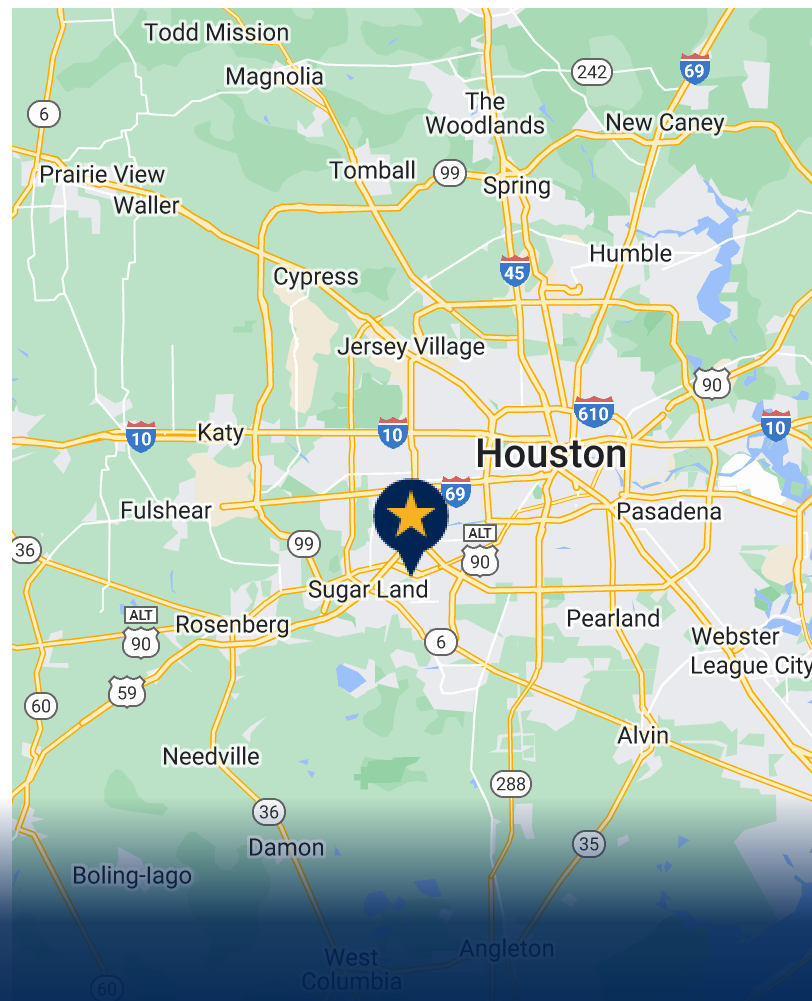 Todd Mission
Magnolia
242
69
The
Woodlands
6
New Caney
Tomball
99
Prairie View
Spring
Waller
Humble
45
Cypress
Jersey Village
90
610
10
Katy
10
10
Houston
69
Fulshear
Pasadena
ALT
90
36
99
Sugar Land
ALT
90
Rosenberg
Pearland
6
Webster
League City
59
60
Alvin
Needville
288
36
Damon
35
Boling-Iago
Angleton
West
Columbia
60